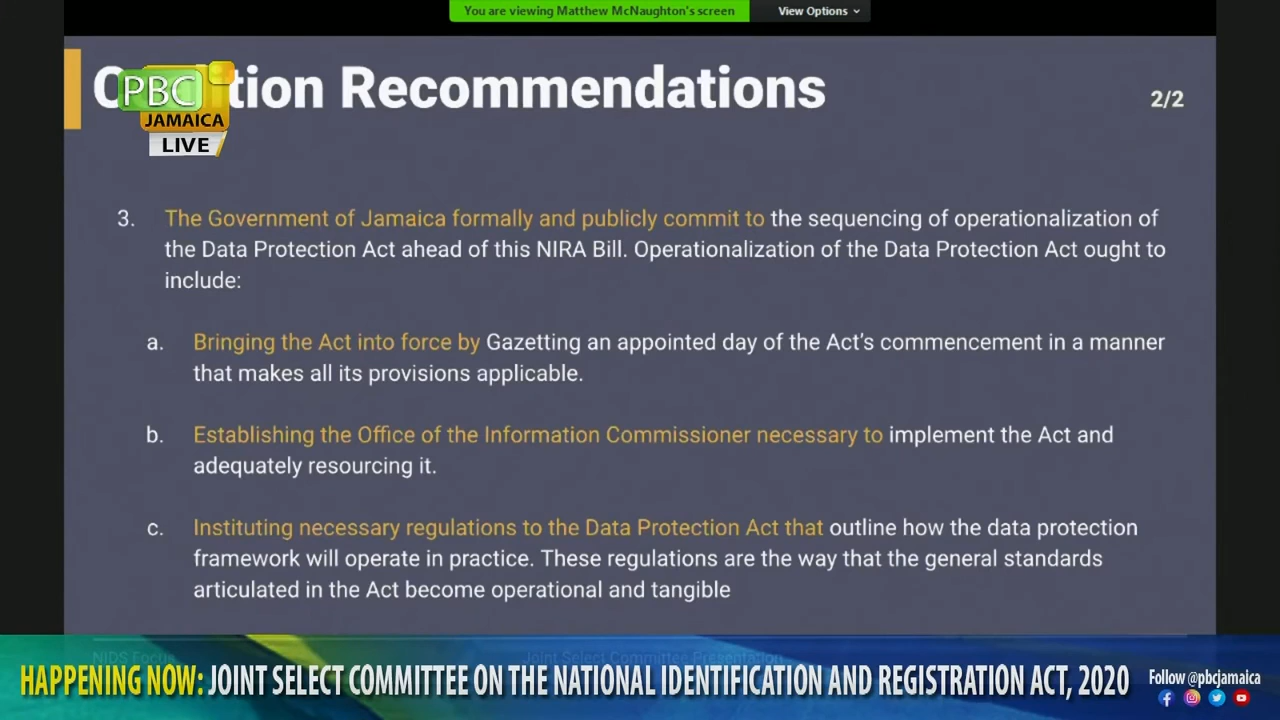 You are viewing Matthew McNaughton's screen
View Options
PBC
JAMAICA
LIVE
tion Recommendations
2/2
3. The Government of Jamaica formally and publicly commit to the sequencing of operationalization of
the Data Protection Act ahead of this NIRA Bill. Operationalization of the Data Protection Act ought to
include:
a. Bringing the Act into force by Gazetting an appointed day of the Act's commencement in a manner
that makes all its provisions applicable.
b. Establishing the Office of the Information Commissioner necessary to implement the Act and
adequately resourcing it.
c. Instituting necessary regulations to the Data Protection Act that outline how the data protection
framework will operate in practice. These regulations are the way that the general standards
articulated in the Act become operational and tangible
NIDS Focus
Joint Select Committee Presentation
HAPPENING NOW: JOINT SELECT COMMITTEE ON THE NATIONAL IDENTIFICATION AND REGISTRATION ACT, 2020
Follow @pbcjamaica